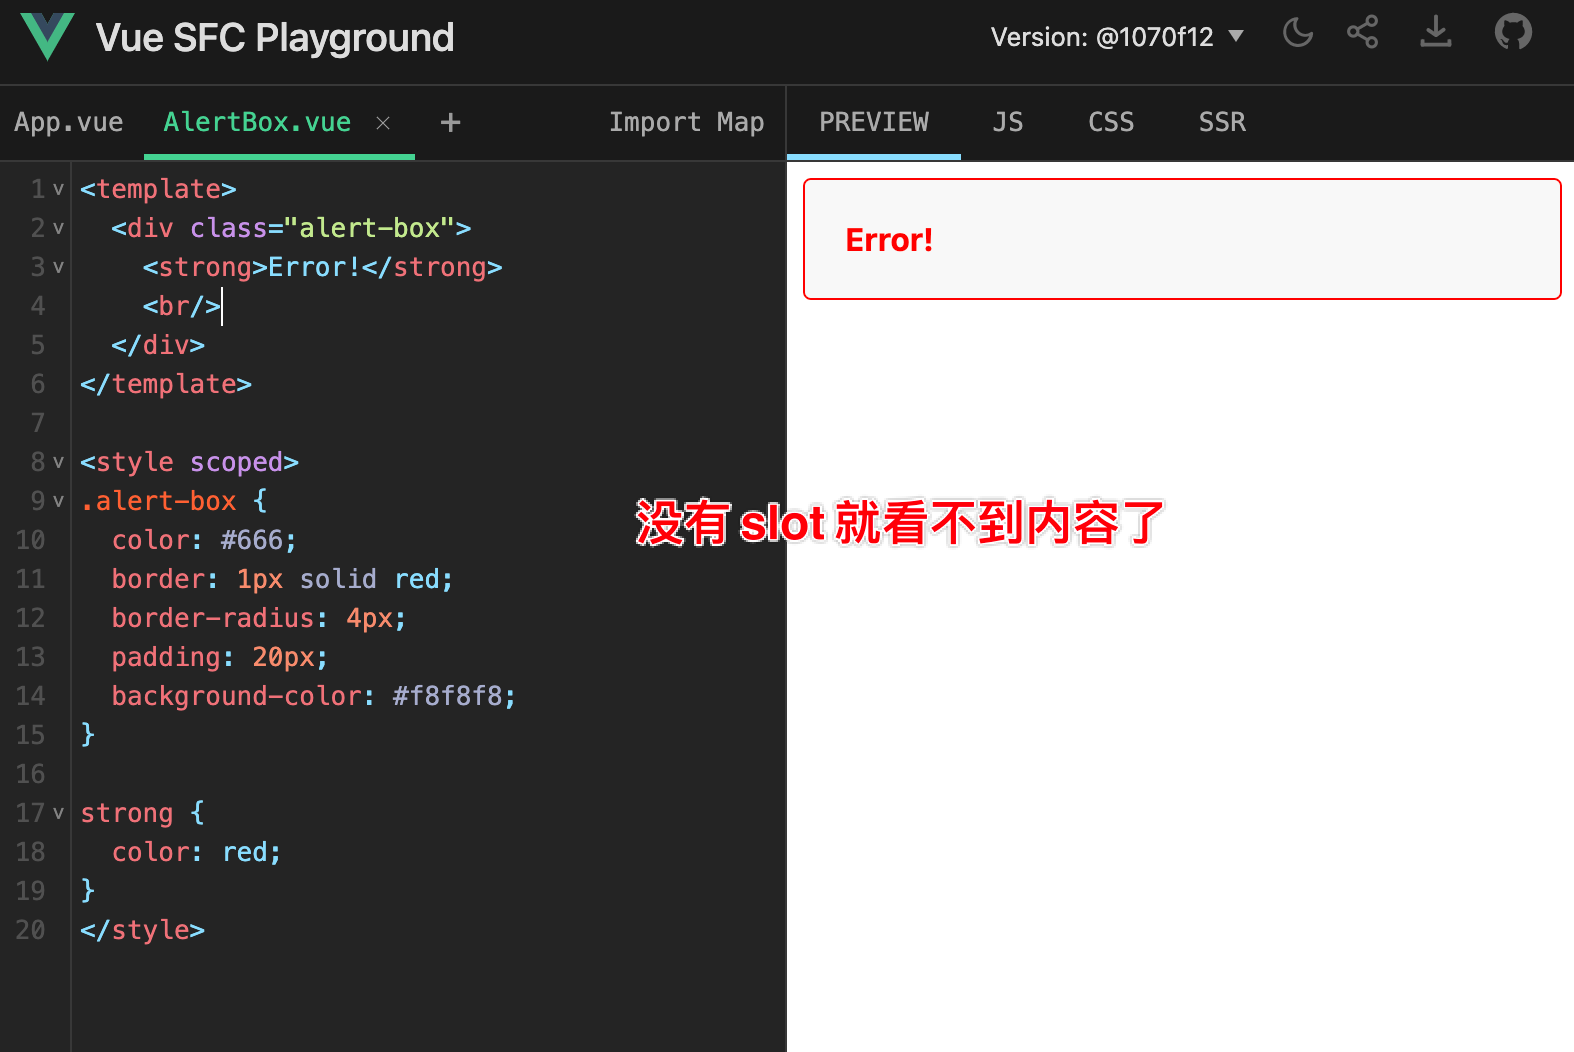 Vue SFC Playground
Version: @1070f12 ▼
App.vue AlertBox.vue × + Import Map
PREVIEW JS CSS SSR
1 v <template>
2 v   <div class="alert-box">
3 v     <strong>Error!</strong>
4     <br/>
5   </div>
6 </template>
7
8 v <style scoped>
9 v .alert-box {
10   color: #666;
11   border: 1px solid red;
12   border-radius: 4px;
13   padding: 20px;
14   background-color: #f8f8f8;
15 }
16
17 v strong {
18   color: red;
19 }
20 </style>
Error!
没有 slot 就看不到内容了